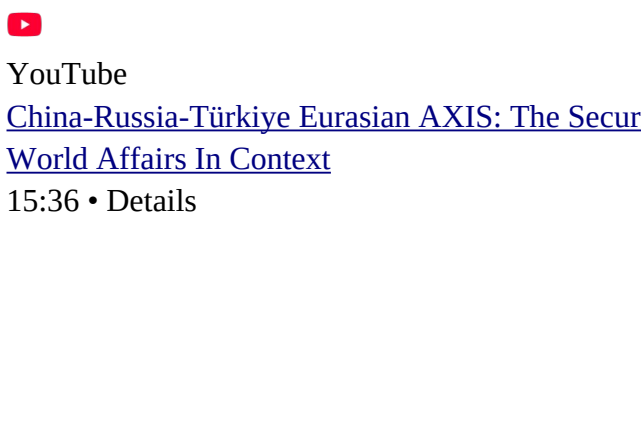 YouTube
China-Russia-Türkiye Eurasian AXIS: The Secur
World Affairs In Context
15:36 • Details